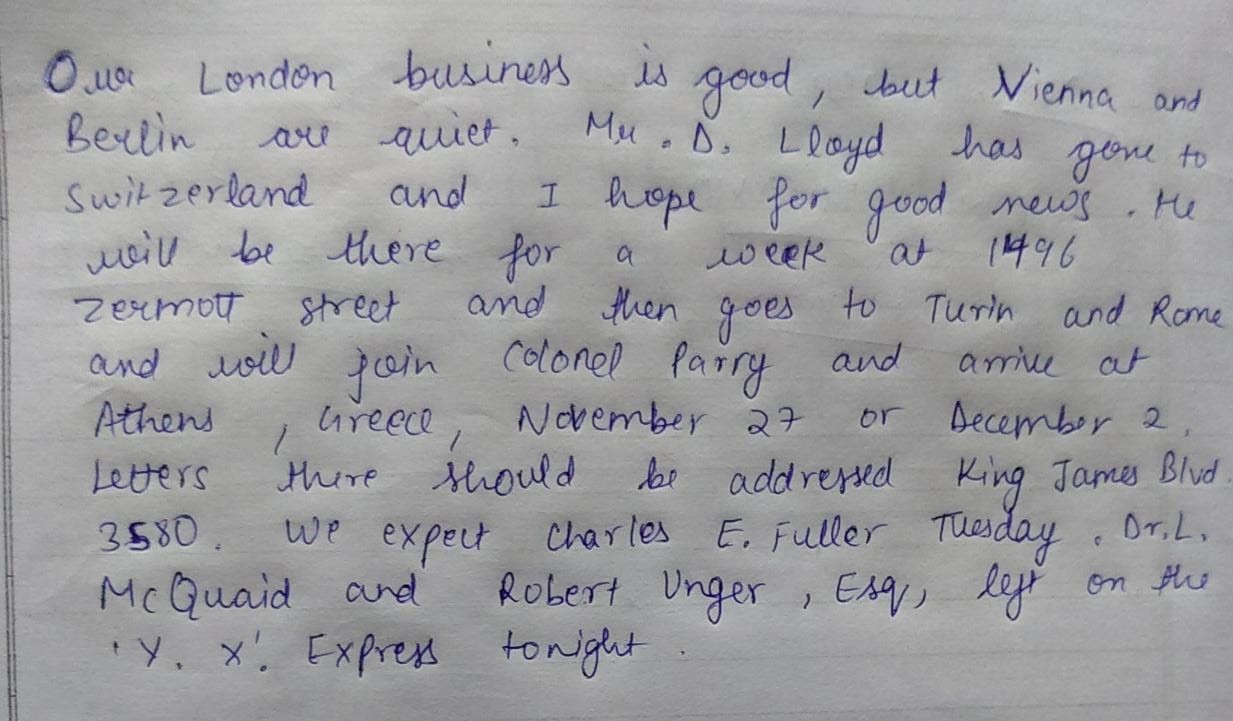 Our London business is good, but Vienna and
Berlin are quiet. Mr. D. Lloyd has gone to
Switzerland and I hope for good news. He
will be there for a week at 1496
Zermott street and then goes to Turin and Rome
and will join Colonel Parry and arrive at
Athens, Greece, November 27 or December 2.
Letters there should be addressed King James Blvd.
3580. We expect Charles E. Fuller Tuesday. Dr. L.
McQuaid and Robert Unger, Esq, left on the
'Y. X'. Express tonight.